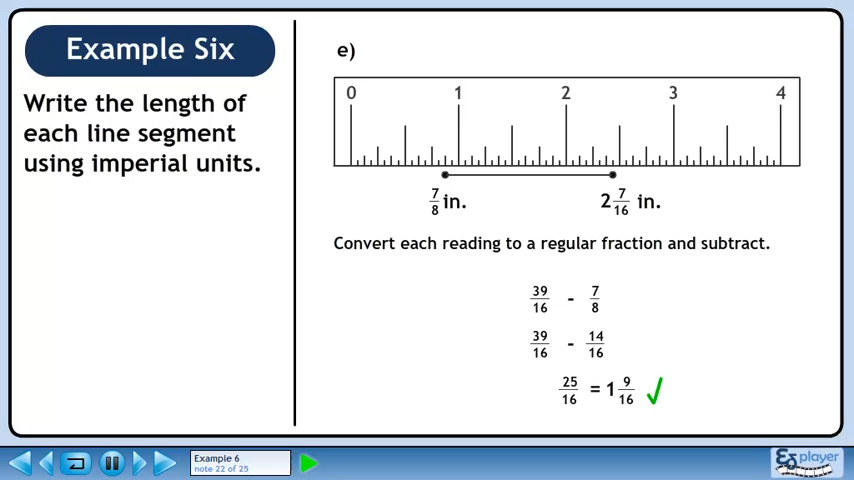 Example Six
Write the length of
each line segment
using imperial units.
e)
0 1 2 3 4
7/8 in. 2 7/16 in.
Convert each reading to a regular fraction and subtract.
39/16 - 7/8
39/16 - 14/16
25/16 = 1 9/16 ✓
Example 6
note 22 of 25
player